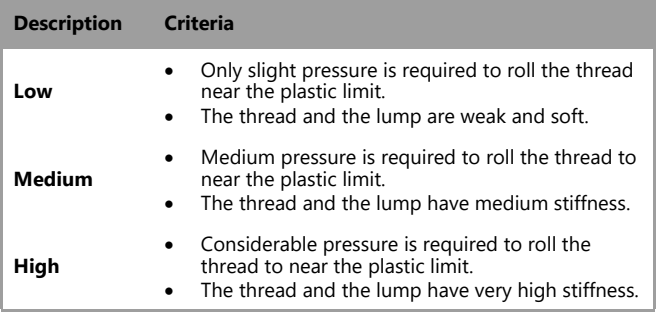 Description Criteria
Low
• Only slight pressure is required to roll the thread
near the plastic limit.
• The thread and the lump are weak and soft.
Medium
• Medium pressure is required to roll the thread to
near the plastic limit.
• The thread and the lump have medium stiffness.
High
• Considerable pressure is required to roll the
thread to near the plastic limit.
• The thread and the lump have very high stiffness.